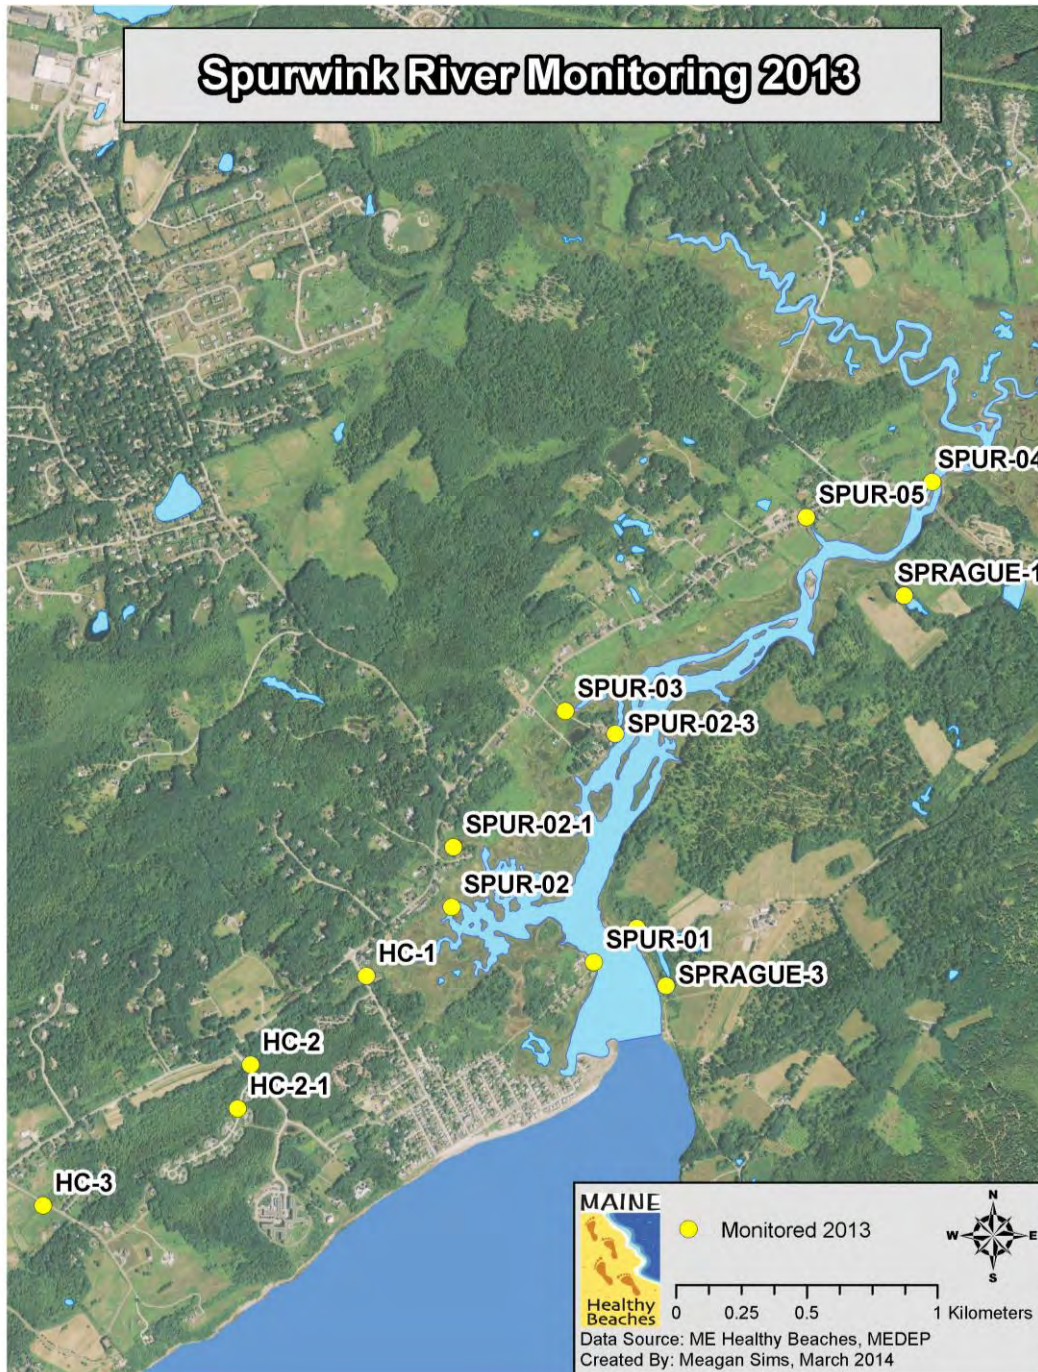 Spurwink River Monitoring 2013
SPUR-04
SPUR-05
SPRAGUE-1
SPUR-03
SPUR-02-3
SPUR-02-1
SPUR-02
SPUR-01
HC-1
SPRAGUE-3
HC-2
HC-2-1
HC-3
MAINE
Healthy
Beaches
Monitored 2013
N
W
E
S
0 0.25 0.5 1 Kilometers
Data Source: ME Healthy Beaches, MEDEP
Created By: Meagan Sims, March 2014